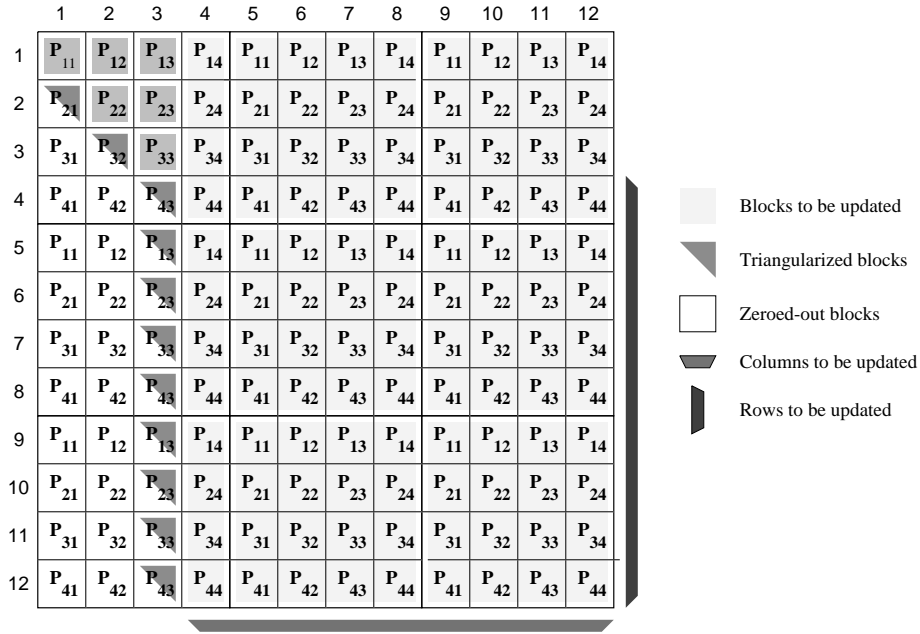 1 2 3 4 5 6 7 8 9 10 11 12
1 P11 P12 P13 P14 P11 P12 P13 P14 P11 P12 P13 P14
2 P21 P22 P23 P24 P21 P22 P23 P24 P21 P22 P23 P24
3 P31 P32 P33 P34 P31 P32 P33 P34 P31 P32 P33 P34
4 P41 P42 P43 P44 P41 P42 P43 P44 P41 P42 P43 P44
5 P11 P12 P13 P14 P11 P12 P13 P14 P11 P12 P13 P14
6 P21 P22 P23 P24 P21 P22 P23 P24 P21 P22 P23 P24
7 P31 P32 P33 P34 P31 P32 P33 P34 P31 P32 P33 P34
8 P41 P42 P43 P44 P41 P42 P43 P44 P41 P42 P43 P44
9 P11 P12 P13 P14 P11 P12 P13 P14 P11 P12 P13 P14
10 P21 P22 P23 P24 P21 P22 P23 P24 P21 P22 P23 P24
11 P31 P32 P33 P34 P31 P32 P33 P34 P31 P32 P33 P34
12 P41 P42 P43 P44 P41 P42 P43 P44 P41 P42 P43 P44
Blocks to be updated
Triangularized blocks
Zeroed-out blocks
Columns to be updated
Rows to be updated